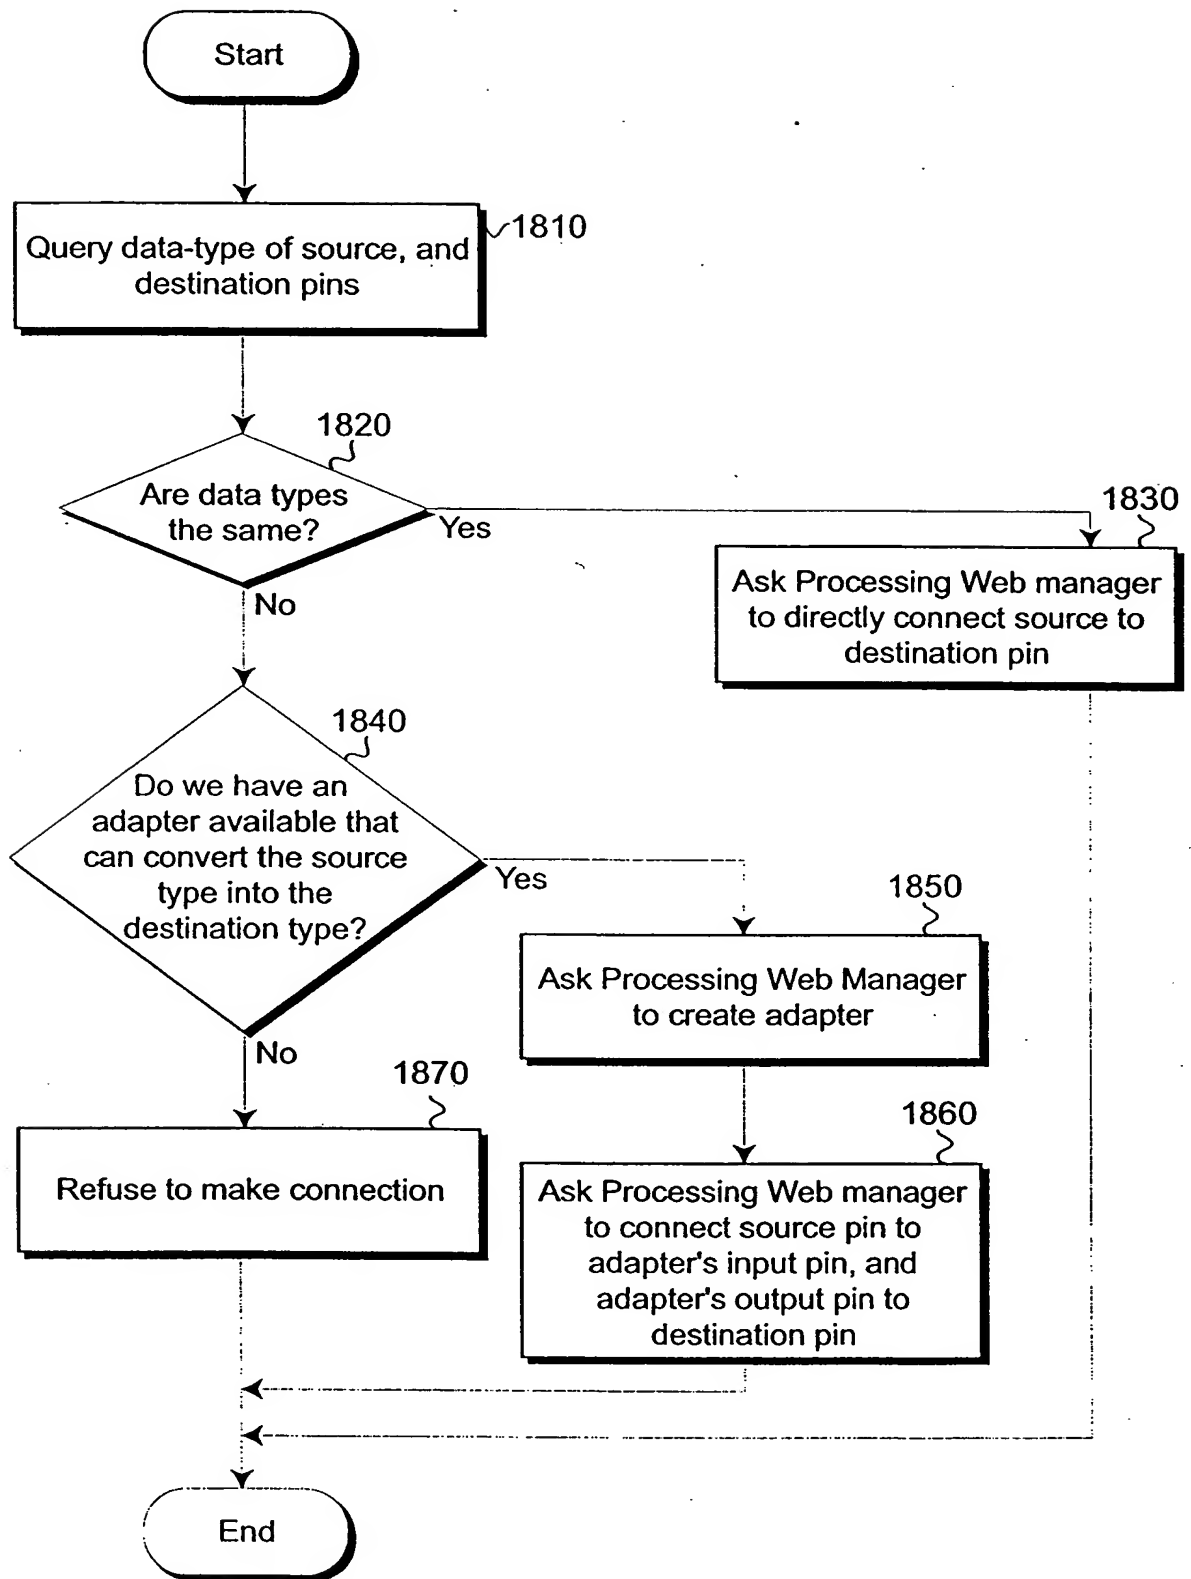 Start
1810
Query data-type of source, and
destination pins
1820
Are data types
the same?
Yes
No
1830
Ask Processing Web manager
to directly connect source to
destination pin
1840
Do we have an
adapter available that
can convert the source
type into the
destination type?
Yes
No
1850
Ask Processing Web Manager
to create adapter
1860
Ask Processing Web manager
to connect source pin to
adapter's input pin, and
adapter's output pin to
destination pin
1870
Refuse to make connection
End